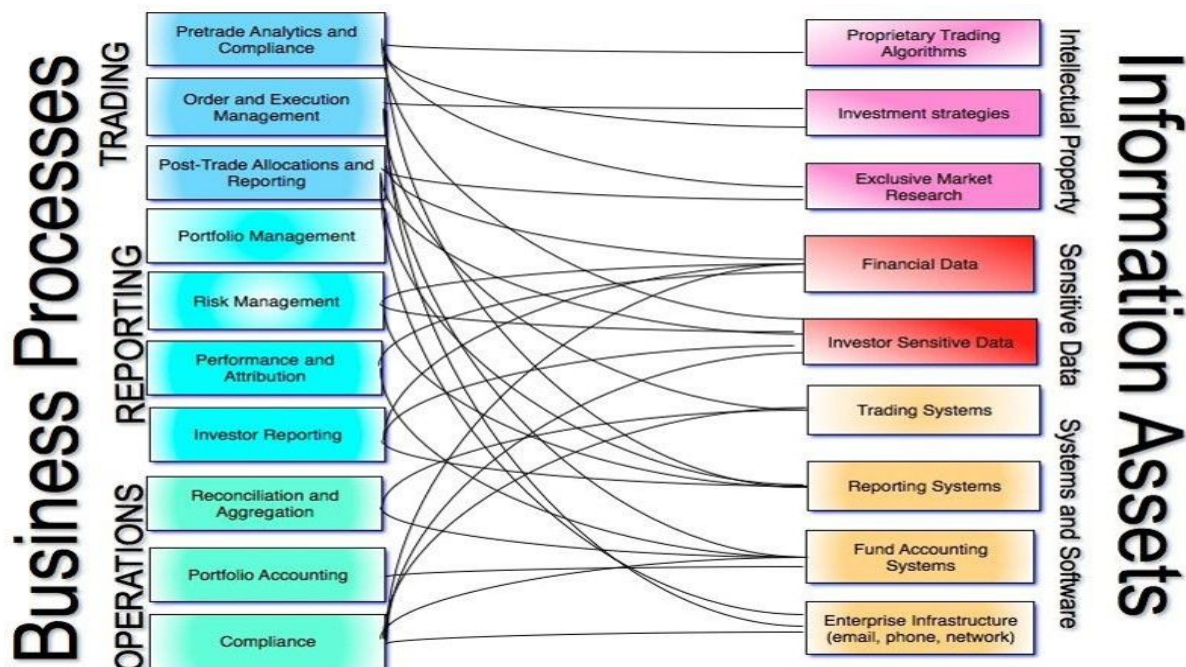 Business Processes
TRADING
Pretrade Analytics and
Compliance
Order and Execution
Management
Post-Trade Allocations and
Reporting
REPORTING
Portfolio Management
Risk Management
Performance and
Attribution
Investor Reporting
OPERATIONS
Reconciliation and
Aggregation
Portfolio Accounting
Compliance
Proprietary Trading
Algorithms
Investment strategies
Exclusive Market
Research
Intellectual Property
Financial Data
Investor Sensitive Data
Sensitive Data
Trading Systems
Reporting Systems
Fund Accounting
Systems
Enterprise Infrastructure
(email, phone, network)
Systems and Software
Information Assets